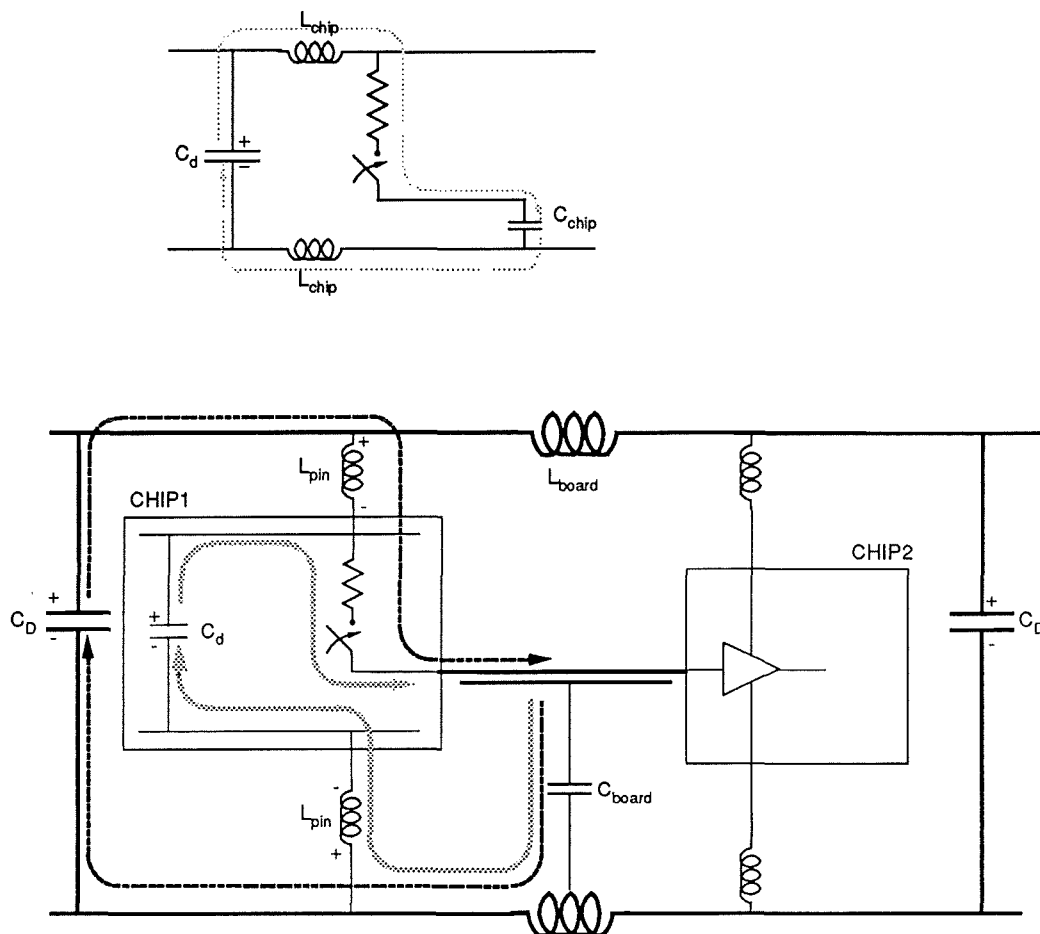 L_chip
+
C_d
−
C_chip
L_chip
+
L_pin
L_board
-
CHIP1
CHIP2
+
C_D
-
+
C_d
-
+
C_D
-
-
L_pin
+
C_board